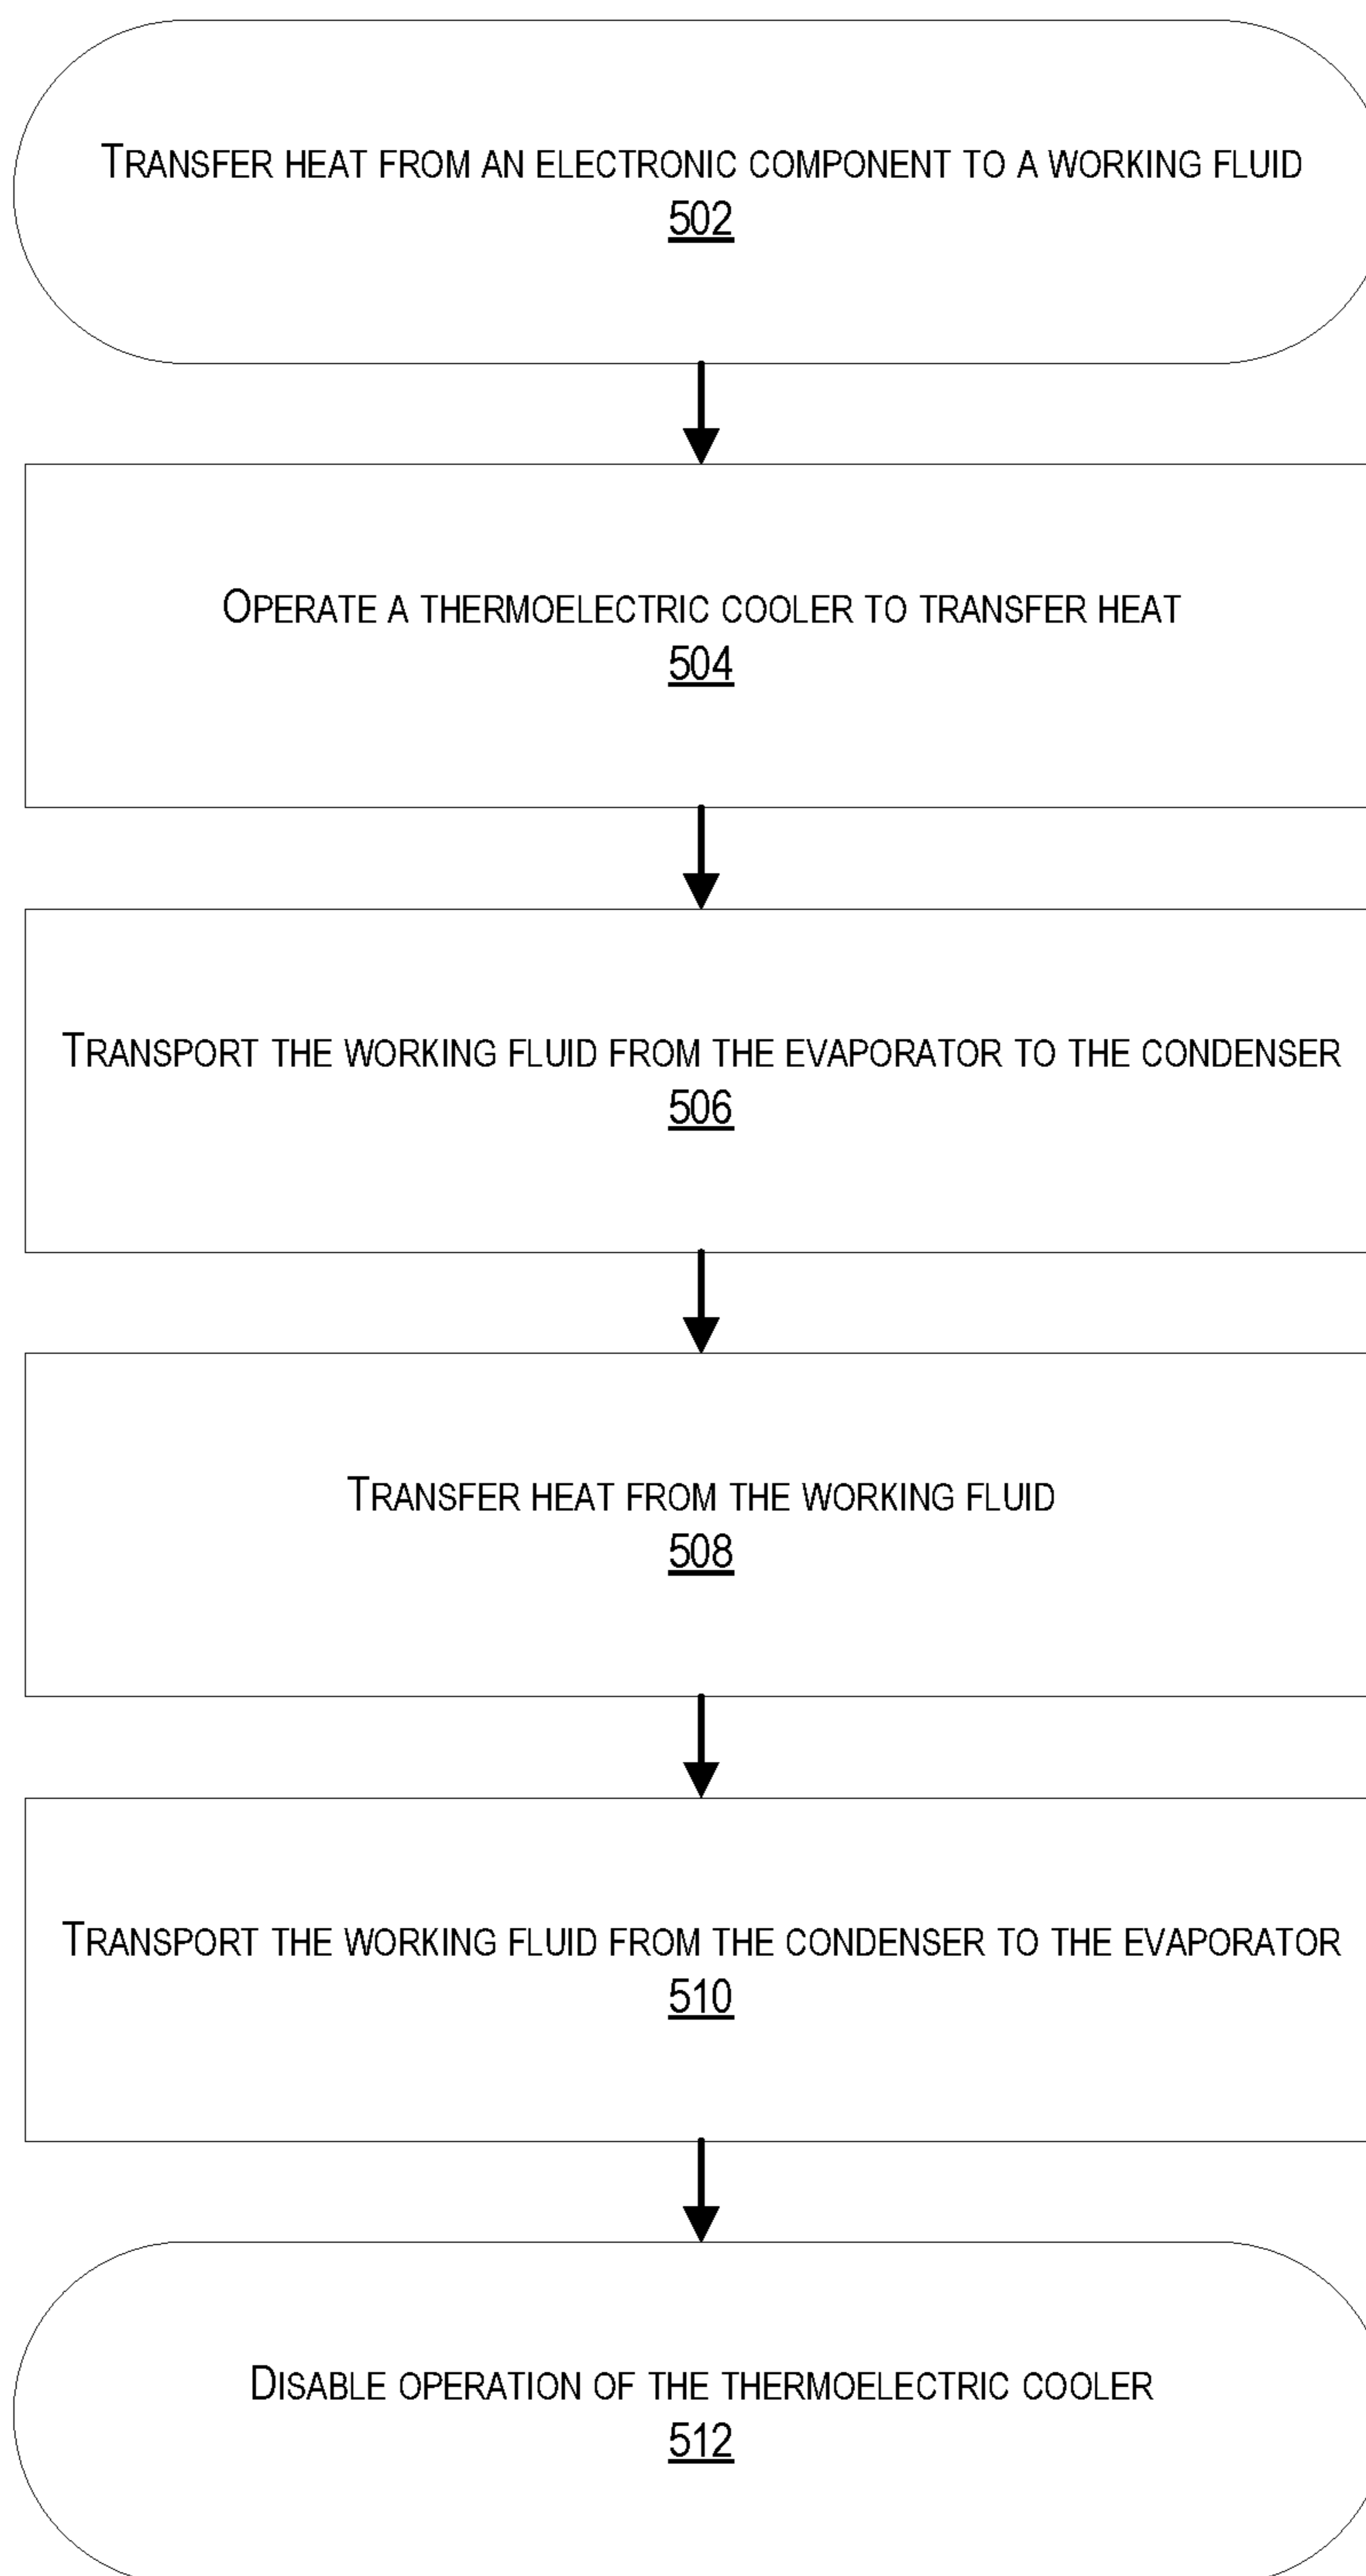 Transfer heat from an electronic component to a working fluid
502
Operate a thermoelectric cooler to transfer heat
504
Transport the working fluid from the evaporator to the condenser
506
Transfer heat from the working fluid
508
Transport the working fluid from the condenser to the evaporator
510
Disable operation of the thermoelectric cooler
512